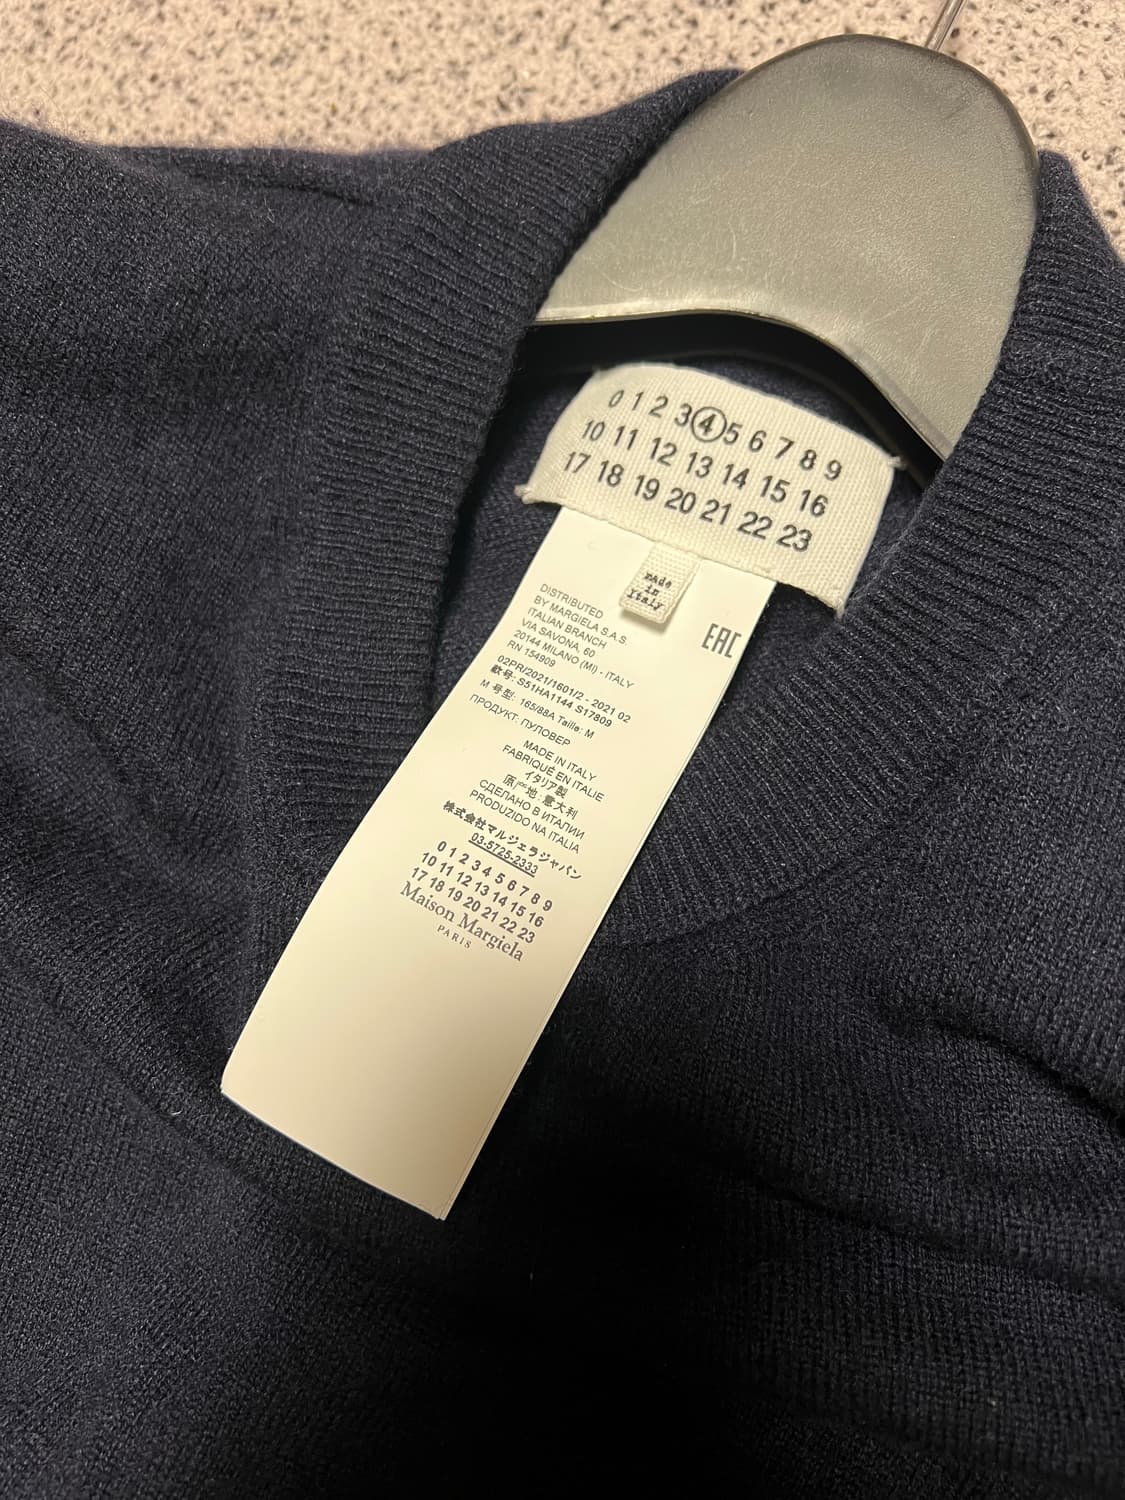 0 1 2 3 4 5 6 7 8 9
10 11 12 13 14 15 16
17 18 19 20 21 22 23
made
in
Italy
EAC
DISTRIBUTED
BY MARGIELA S.A.S.
ITALIAN BRANCH
VIA SAVONA, 60
20144 MILANO (MI) - ITALY
RN 154909
02PR/2021/1601/2 - 2021 02
款号: S51HA1144 S17809
M 号型: 165/88A Taille: M
ПРОДУКТ: ПУЛОВЕР
MADE IN ITALY
FABRIQUÉ EN ITALIE
イタリア製
原产地: 意大利
СДЕЛАНО В ИТАЛИИ
PRODUZIDO NA ITALIA
株式会社マルジェラジャパン
03-5725-2333
0 1 2 3 4 5 6 7 8 9
10 11 12 13 14 15 16
17 18 19 20 21 22 23
Maison Margiela
PARIS